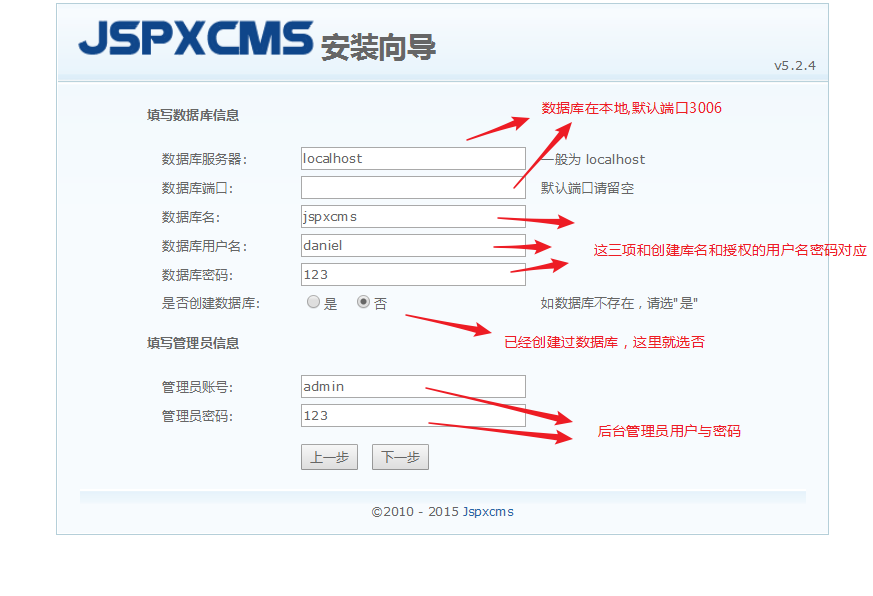 JSPXCMS 安装向导
v5.2.4
填写数据库信息
数据库在本地,默认端口3006
数据库服务器: localhost 一般为 localhost
数据库端口: 默认端口请留空
数据库名: jspxcms
数据库用户名: daniel
这三项和创建库名和授权的用户名密码对应
数据库密码: 123
是否创建数据库: 是 否 如数据库不存在，请选"是"
填写管理员信息
已经创建过数据库，这里就选否
管理员账号: admin
管理员密码: 123
后台管理员用户与密码
上一步 下一步
©2010 - 2015 Jspxcms